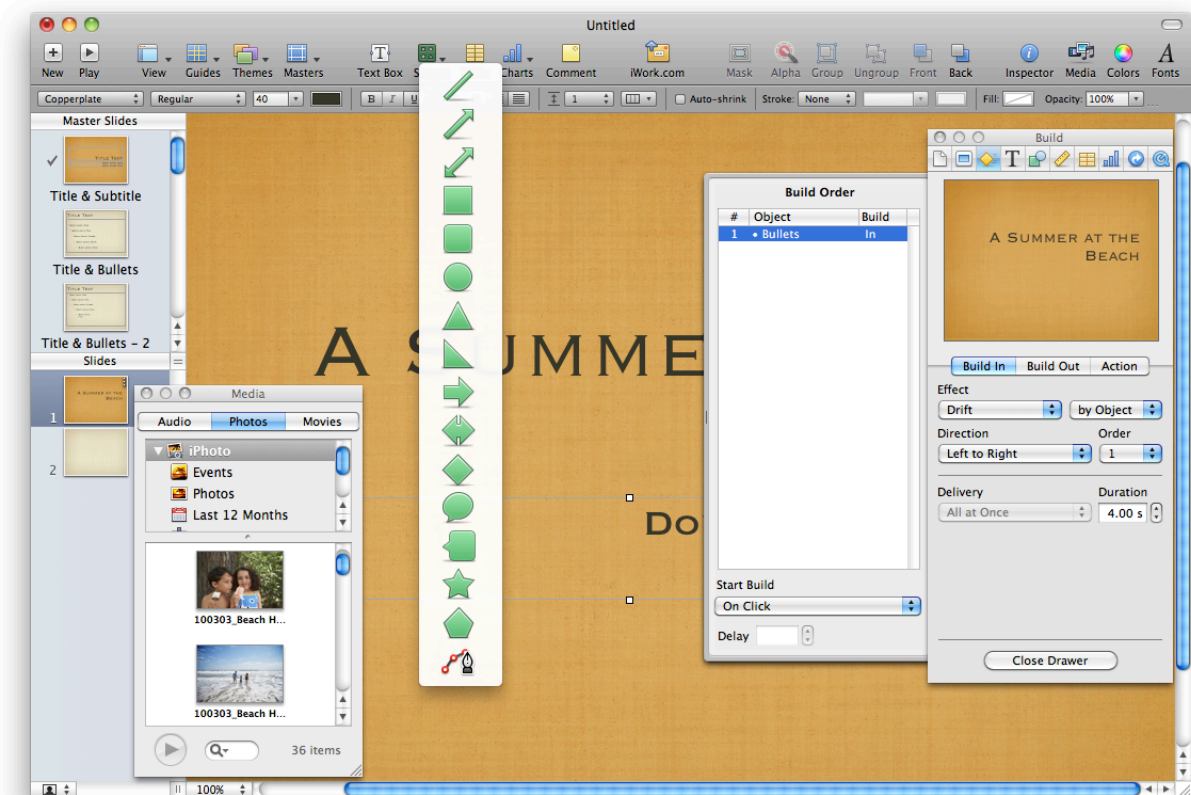 Untitled
New Play View Guides Themes Masters Text Box Charts Comment iWork.com Mask Alpha Group Ungroup Front Back Inspector Media Colors Fonts
Copperplate Regular 40 B I U 1 Auto-shrink Stroke: None Fill: Opacity: 100%
Master Slides
Title Text
Title & Subtitle
Title Text
Title & Bullets
Title Text
Title & Bullets – 2
Slides
1
A Summer at the
Beach
2
Media
Audio Photos Movies
iPhoto
Events
Photos
Last 12 Months
100303_Beach H...
100303_Beach H...
36 items
100%
A SUMME
Do
Build Order
# Object Build
1 • Bullets In
Start Build
On Click
Delay
Build
A Summer at the
Beach
Build In Build Out Action
Effect
Drift by Object
Direction Order
Left to Right 1
Delivery Duration
All at Once 4.00 s
Close Drawer